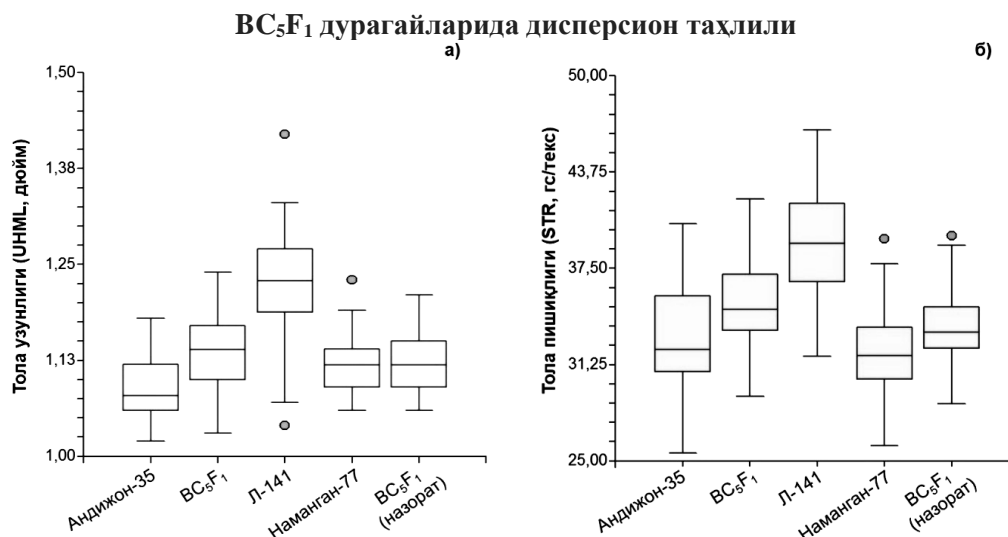 BC₅F₁ дурагайларида дисперсион таҳлили
а)
Тола узунлиги (UHML, дюйм)
1,50
1,38
1,25
1,13
1,00
Андижон-35
BC₅F₁
Л-141
Наманган-77
BC₅F₁
(назорат)
б)
Тола пишиқлиги (STR, гс/текс)
50,00
43,75
37,50
31,25
25,00
Андижон-35
BC₅F₁
Л-141
Наманган-77
BC₅F₁
(назорат)